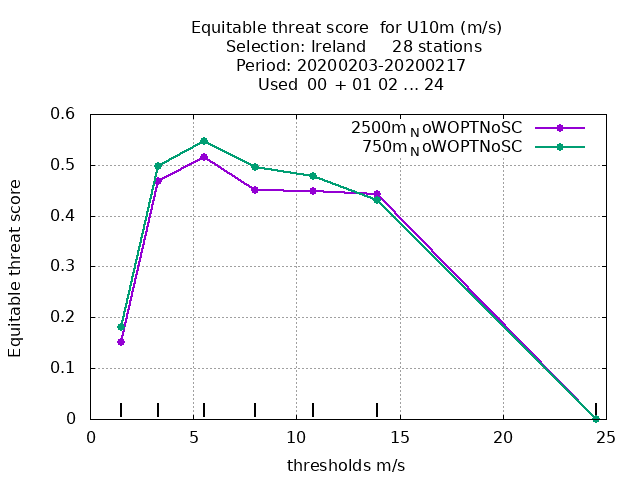 Equitable threat score  for U10m (m/s)
Selection: Ireland     28 stations
Period: 20200203-20200217
Used  00  + 01 02 ... 24
2500m_NoWOPTNoSC
750m_NoWOPTNoSC
Equitable threat score
0.6
0.5
0.4
0.3
0.2
0.1
0
0 5 10 15 20 25
thresholds m/s